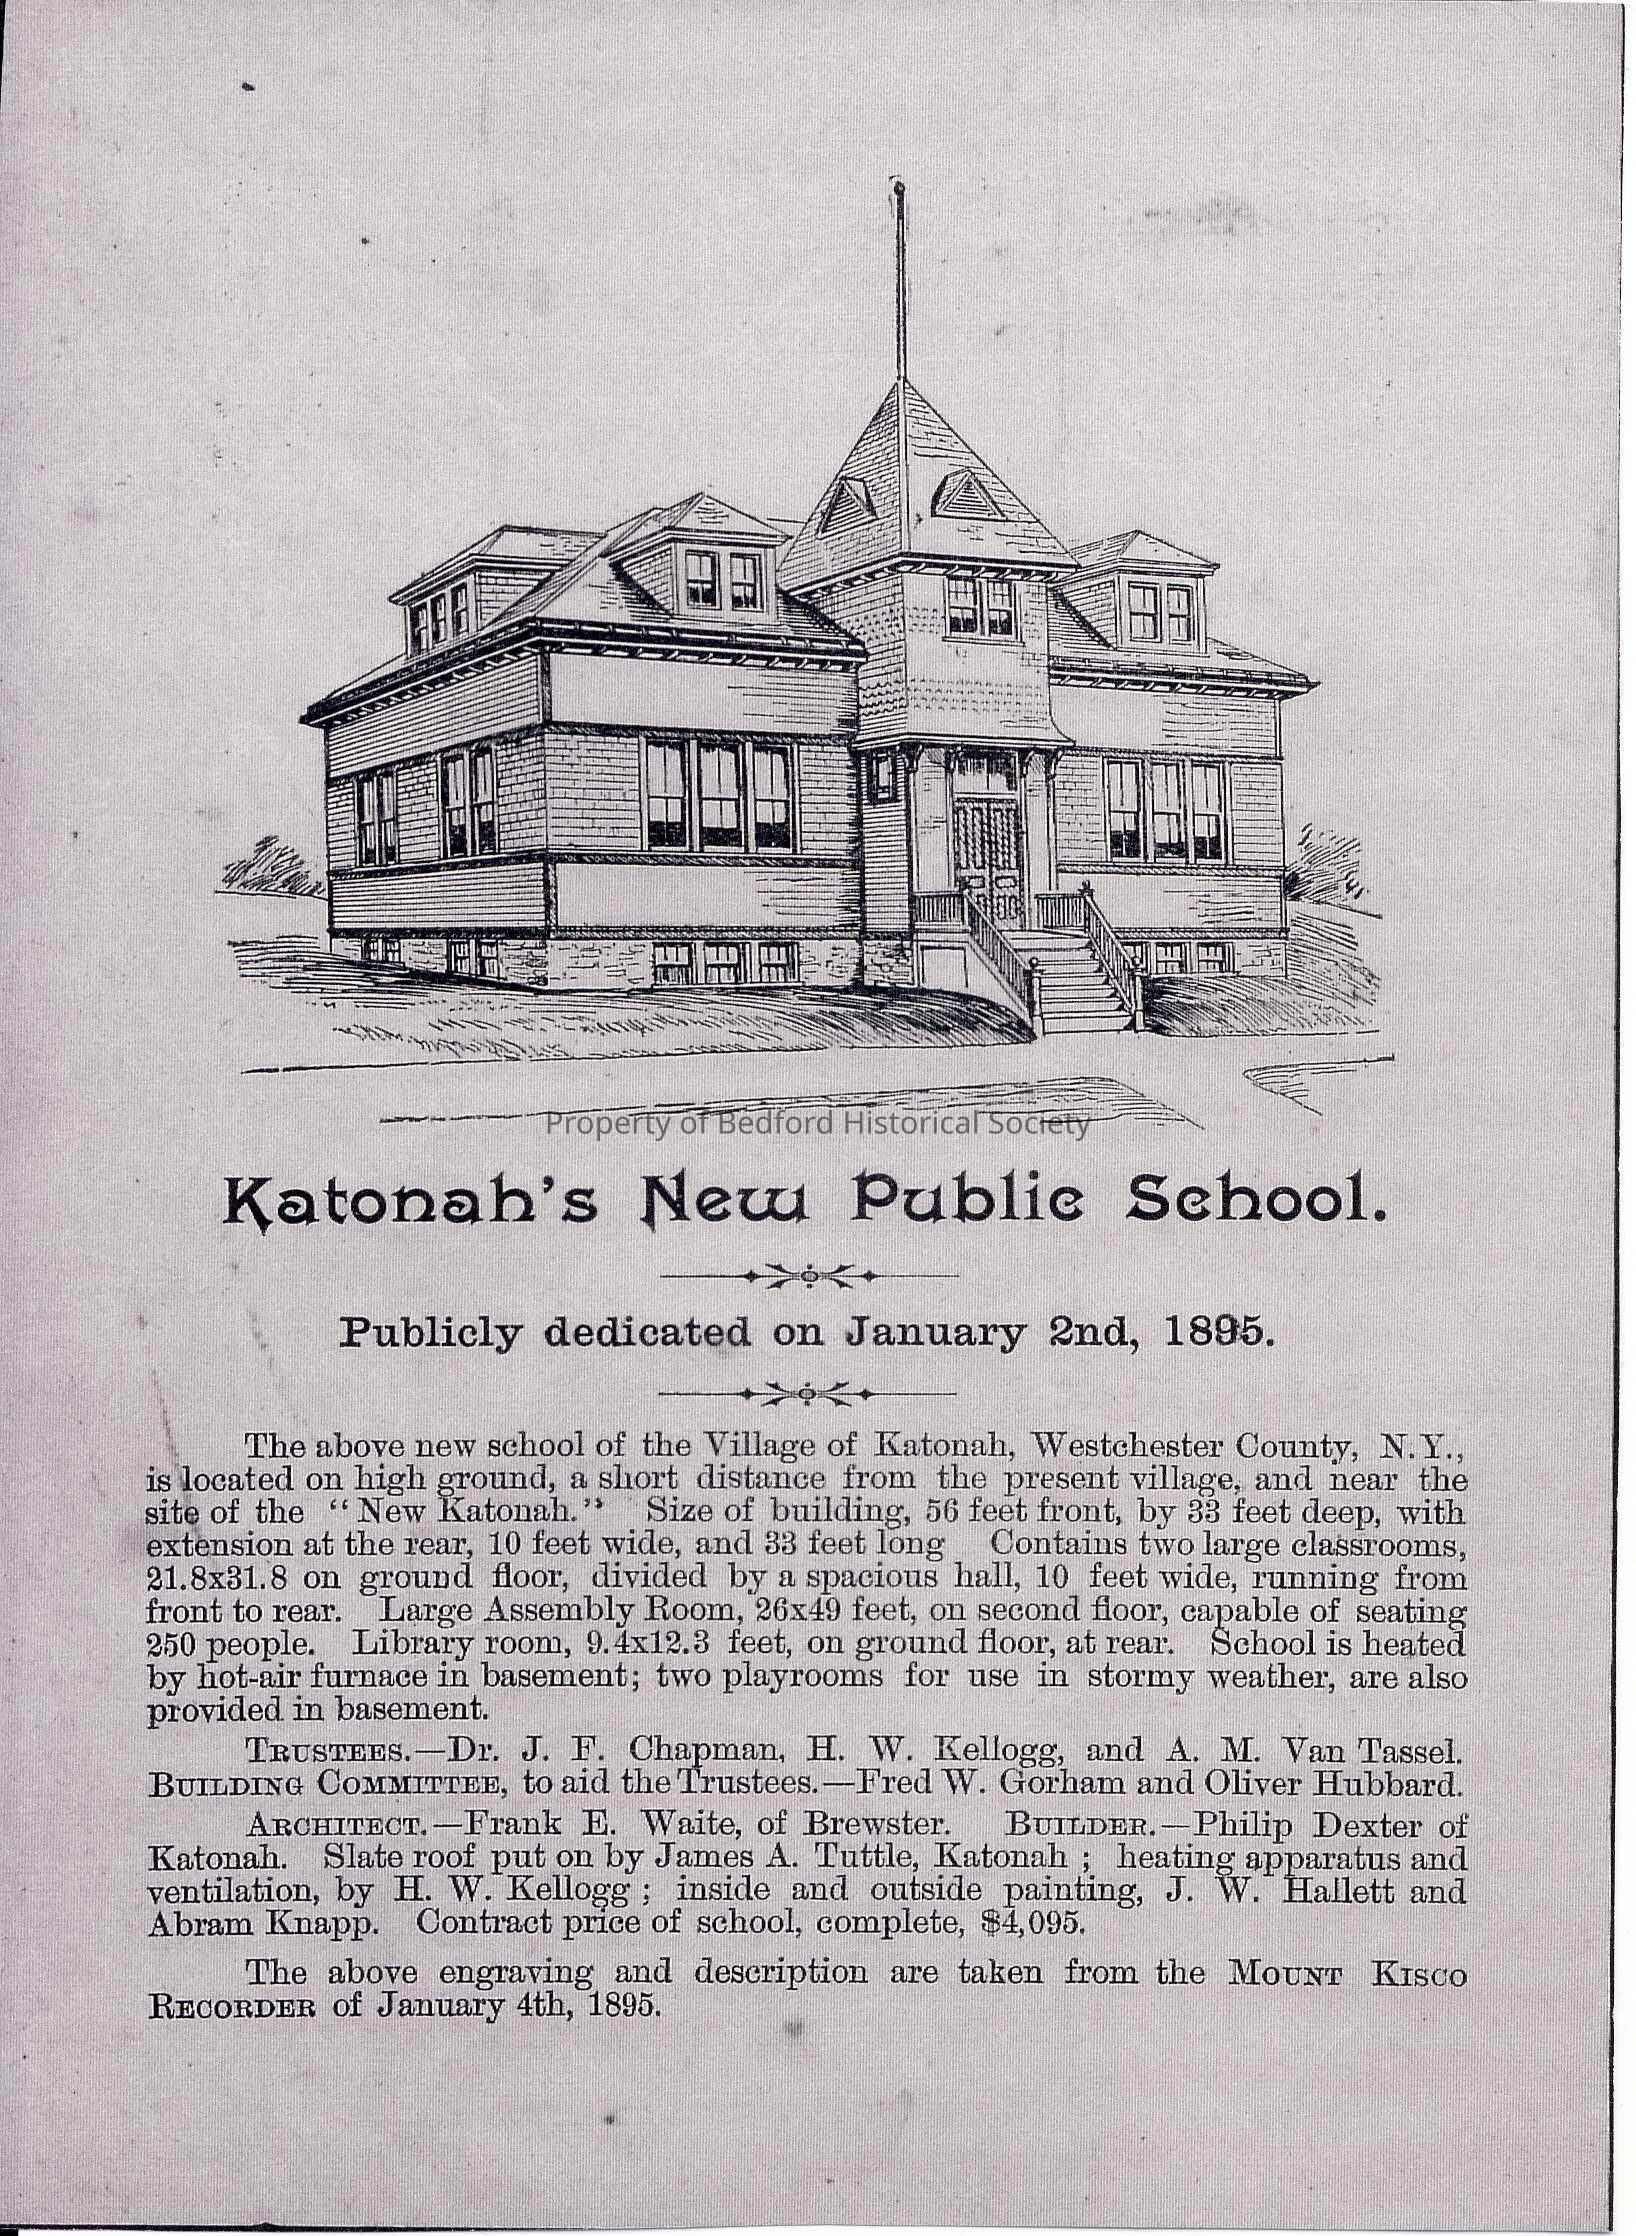 Property of Bedford Historical Society
Katonah's New Public School.
Publicly dedicated on January 2nd, 1895.
The above new school of the Village of Katonah, Westchester County, N.Y.,
is located on high ground, a short distance from the present village, and near the
site of the "New Katonah." Size of building, 56 feet front, by 33 feet deep, with
extension at the rear, 10 feet wide, and 33 feet long Contains two large classrooms,
21.8x31.8 on ground floor, divided by a spacious hall, 10 feet wide, running from
front to rear. Large Assembly Room, 26x49 feet, on second floor, capable of seating
250 people. Library room, 9.4x12.3 feet, on ground floor, at rear. School is heated
by hot-air furnace in basement; two playrooms for use in stormy weather, are also
provided in basement.
TRUSTEES.—Dr. J. F. Chapman, H. W. Kellogg, and A. M. Van Tassel.
BUILDING COMMITTEE, to aid the Trustees.—Fred W. Gorham and Oliver Hubbard.
ARCHITECT.—Frank E. Waite, of Brewster. BUILDER.—Philip Dexter of
Katonah. Slate roof put on by James A. Tuttle, Katonah ; heating apparatus and
ventilation, by H. W. Kellogg ; inside and outside painting, J. W. Hallett and
Abram Knapp. Contract price of school, complete, $4,095.
The above engraving and description are taken from the MOUNT KISCO
RECORDER of January 4th, 1895.